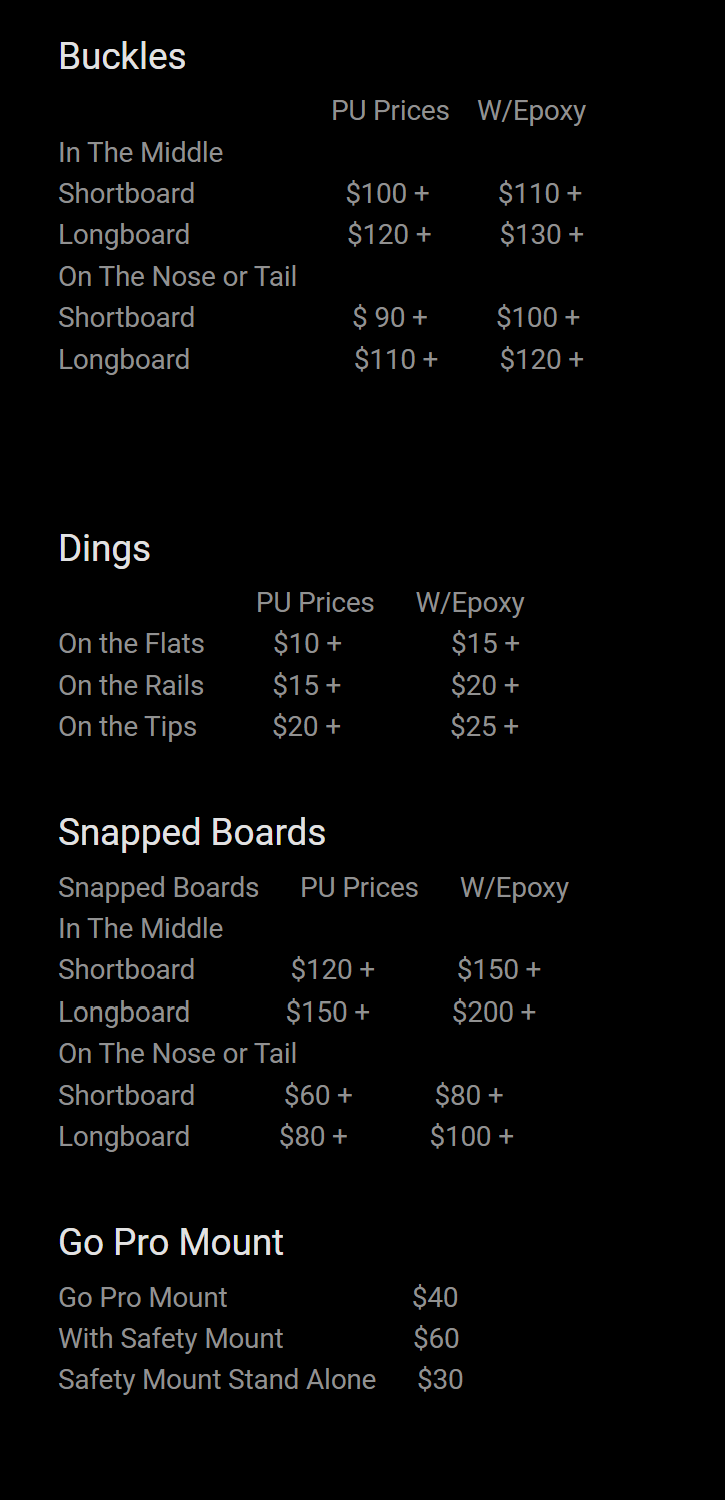 Buckles
PU Prices W/Epoxy
In The Middle
Shortboard $100 + $110 +
Longboard $120 + $130 +
On The Nose or Tail
Shortboard $ 90 + $100 +
Longboard $110 + $120 +
Dings
PU Prices W/Epoxy
On the Flats $10 + $15 +
On the Rails $15 + $20 +
On the Tips $20 + $25 +
Snapped Boards
Snapped Boards PU Prices W/Epoxy
In The Middle
Shortboard $120 + $150 +
Longboard $150 + $200 +
On The Nose or Tail
Shortboard $60 + $80 +
Longboard $80 + $100 +
Go Pro Mount
Go Pro Mount $40
With Safety Mount $60
Safety Mount Stand Alone $30